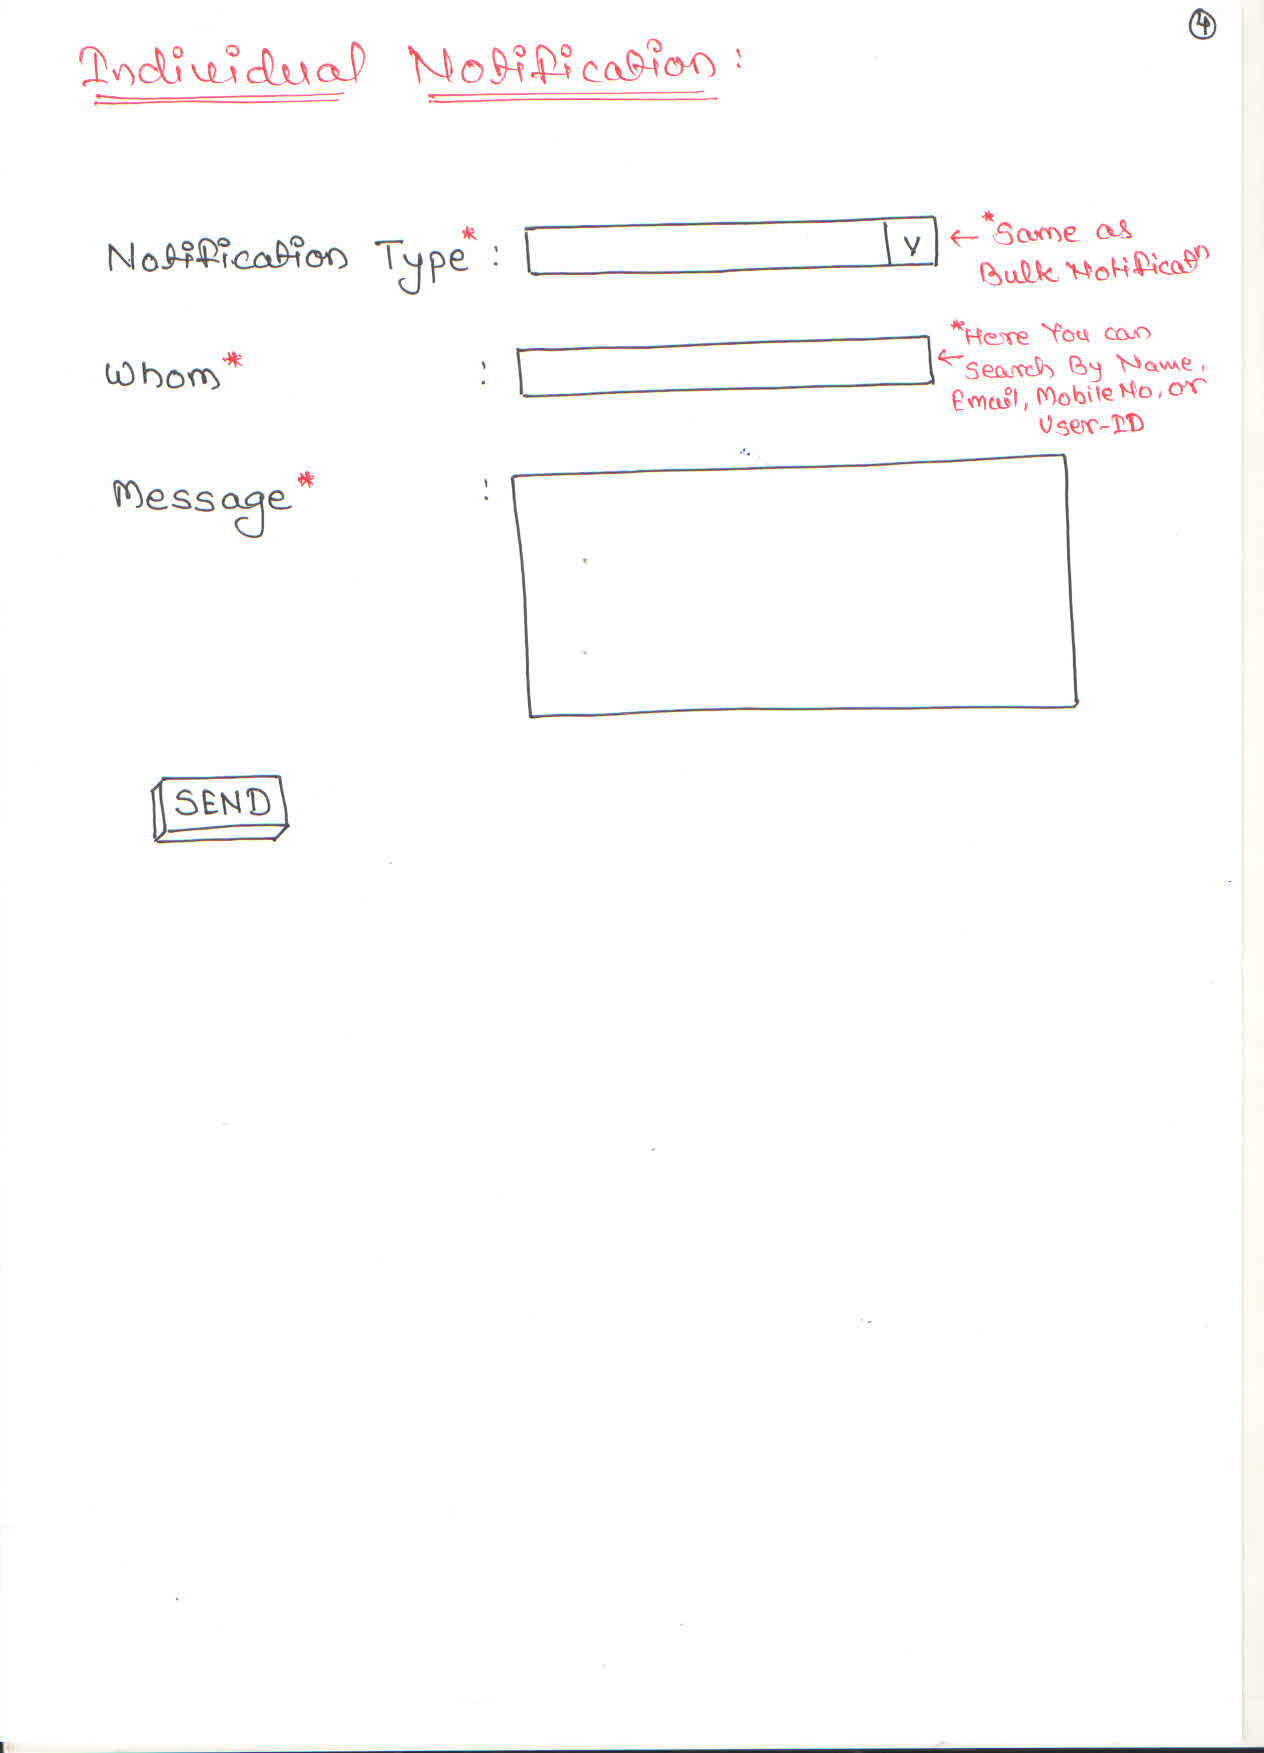 4
Individual Notification:
Notification Type* :
V
← *Same as
Bulk Notificatn
Whom* :
*Here You can
← Search By Name,
Email, Mobile No, or
User-ID
Message* :
SEND